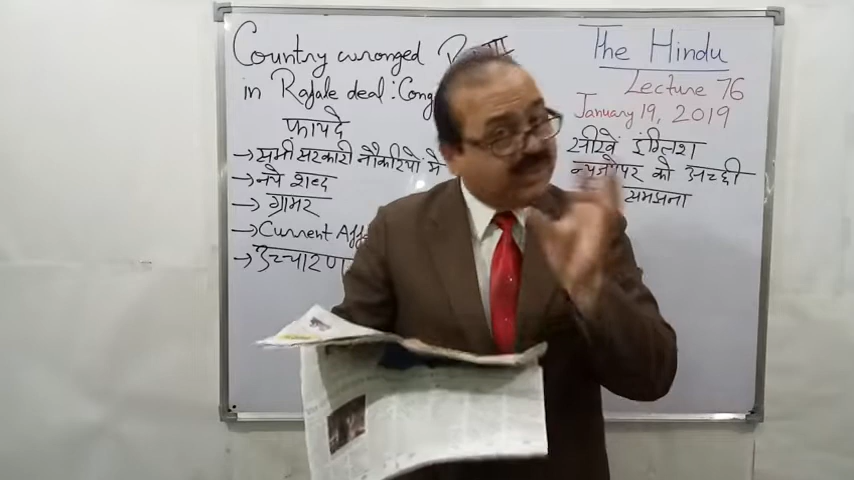 Country wronged
in Rafale deal : Cong
फायदे
→ सभी सरकारी नौकरियो मे
→ नये शब्द
→ ग्रामर
→ Current Affa
→ उच्चारण
The Hindu
Lecture 76
January 19, 2019
सीखें इंग्लिश
न्यूजपेपर को अच्छी
समझना